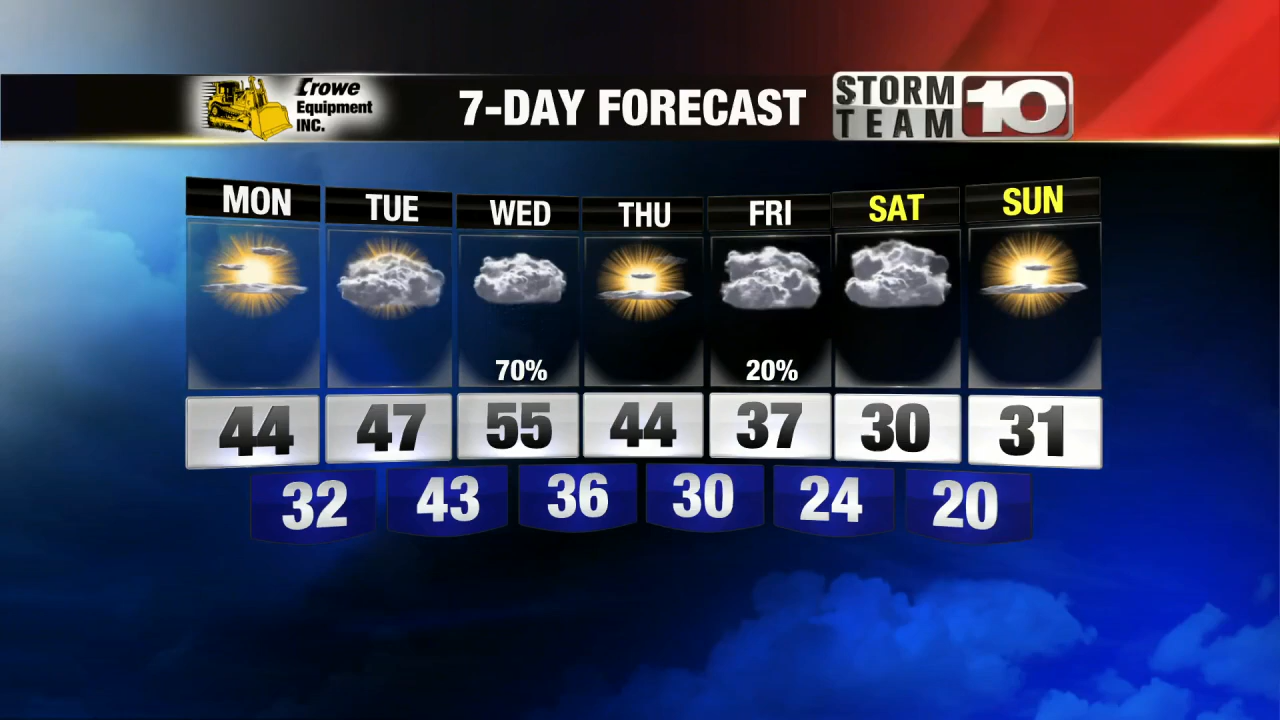 Crowe
Equipment
INC.
7-DAY FORECAST
STORM
TEAM
10
MON TUE WED THU FRI SAT SUN
70% 20%
44 47 55 44 37 30 31
32 43 36 30 24 20